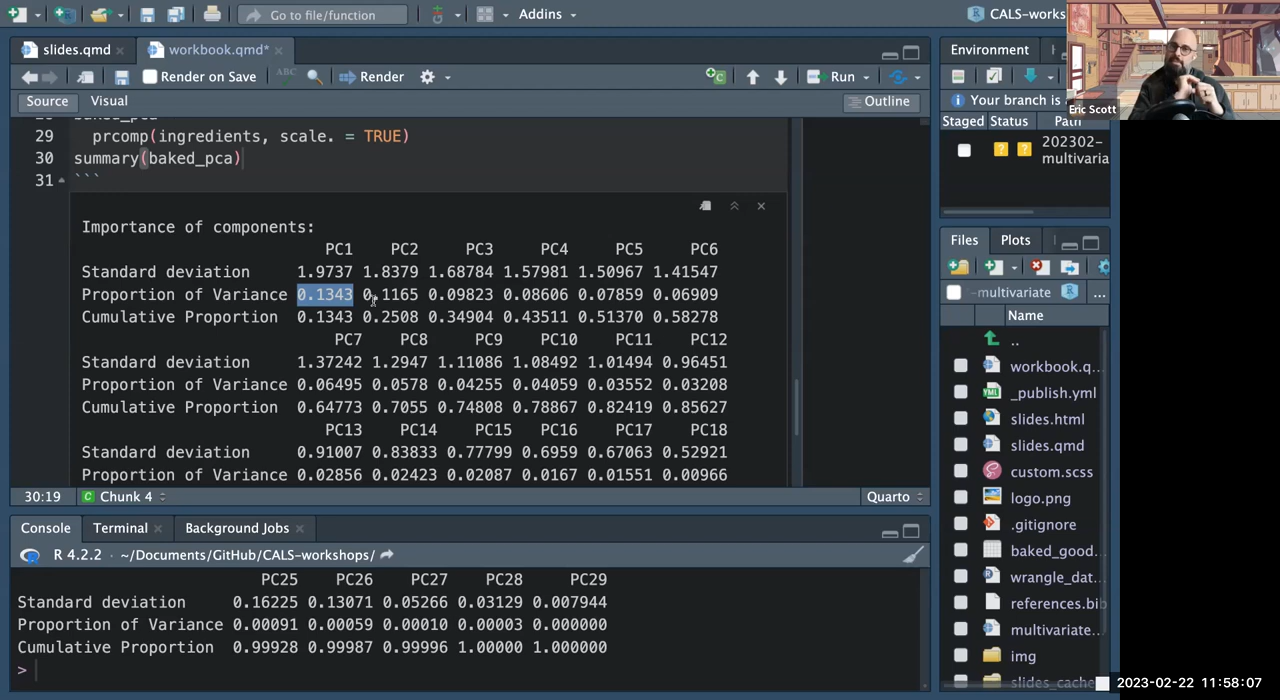 Go to file/function
Addins
CALS-works
slides.qmd
workbook.qmd*
Environment
Render on Save
ABC
Render
Run
Source
Visual
Outline
Your branch is
Eric Scott
Staged
Status
Path
202302-
multivaria
29
prcomp(ingredients, scale. = TRUE)
30
summary(baked_pca)
31
```
Importance of components:
PC1 PC2 PC3 PC4 PC5 PC6
Standard deviation 1.9737 1.8379 1.68784 1.57981 1.50967 1.41547
Proportion of Variance 0.1343 0.1165 0.09823 0.08606 0.07859 0.06909
Cumulative Proportion 0.1343 0.2508 0.34904 0.43511 0.51370 0.58278
PC7 PC8 PC9 PC10 PC11 PC12
Standard deviation 1.37242 1.2947 1.11086 1.08492 1.01494 0.96451
Proportion of Variance 0.06495 0.0578 0.04255 0.04059 0.03552 0.03208
Cumulative Proportion 0.64773 0.7055 0.74808 0.78867 0.82419 0.85627
PC13 PC14 PC15 PC16 PC17 PC18
Standard deviation 0.91007 0.83833 0.77799 0.6959 0.67063 0.52921
Proportion of Variance 0.02856 0.02423 0.02087 0.0167 0.01551 0.00966
30:19
Chunk 4
Quarto
Files
Plots
-multivariate
...
Name
..
workbook.q...
_publish.yml
slides.html
slides.qmd
custom.scss
logo.png
.gitignore
baked_good...
wrangle_dat...
references.bib
multivariate...
img
slides_cache
Console
Terminal
Background Jobs
R 4.2.2 · ~/Documents/GitHub/CALS-workshops/
PC25 PC26 PC27 PC28 PC29
Standard deviation 0.16225 0.13071 0.05266 0.03129 0.007944
Proportion of Variance 0.00091 0.00059 0.00010 0.00003 0.000000
Cumulative Proportion 0.99928 0.99987 0.99996 1.00000 1.000000
>
2023-02-22 11:58:07